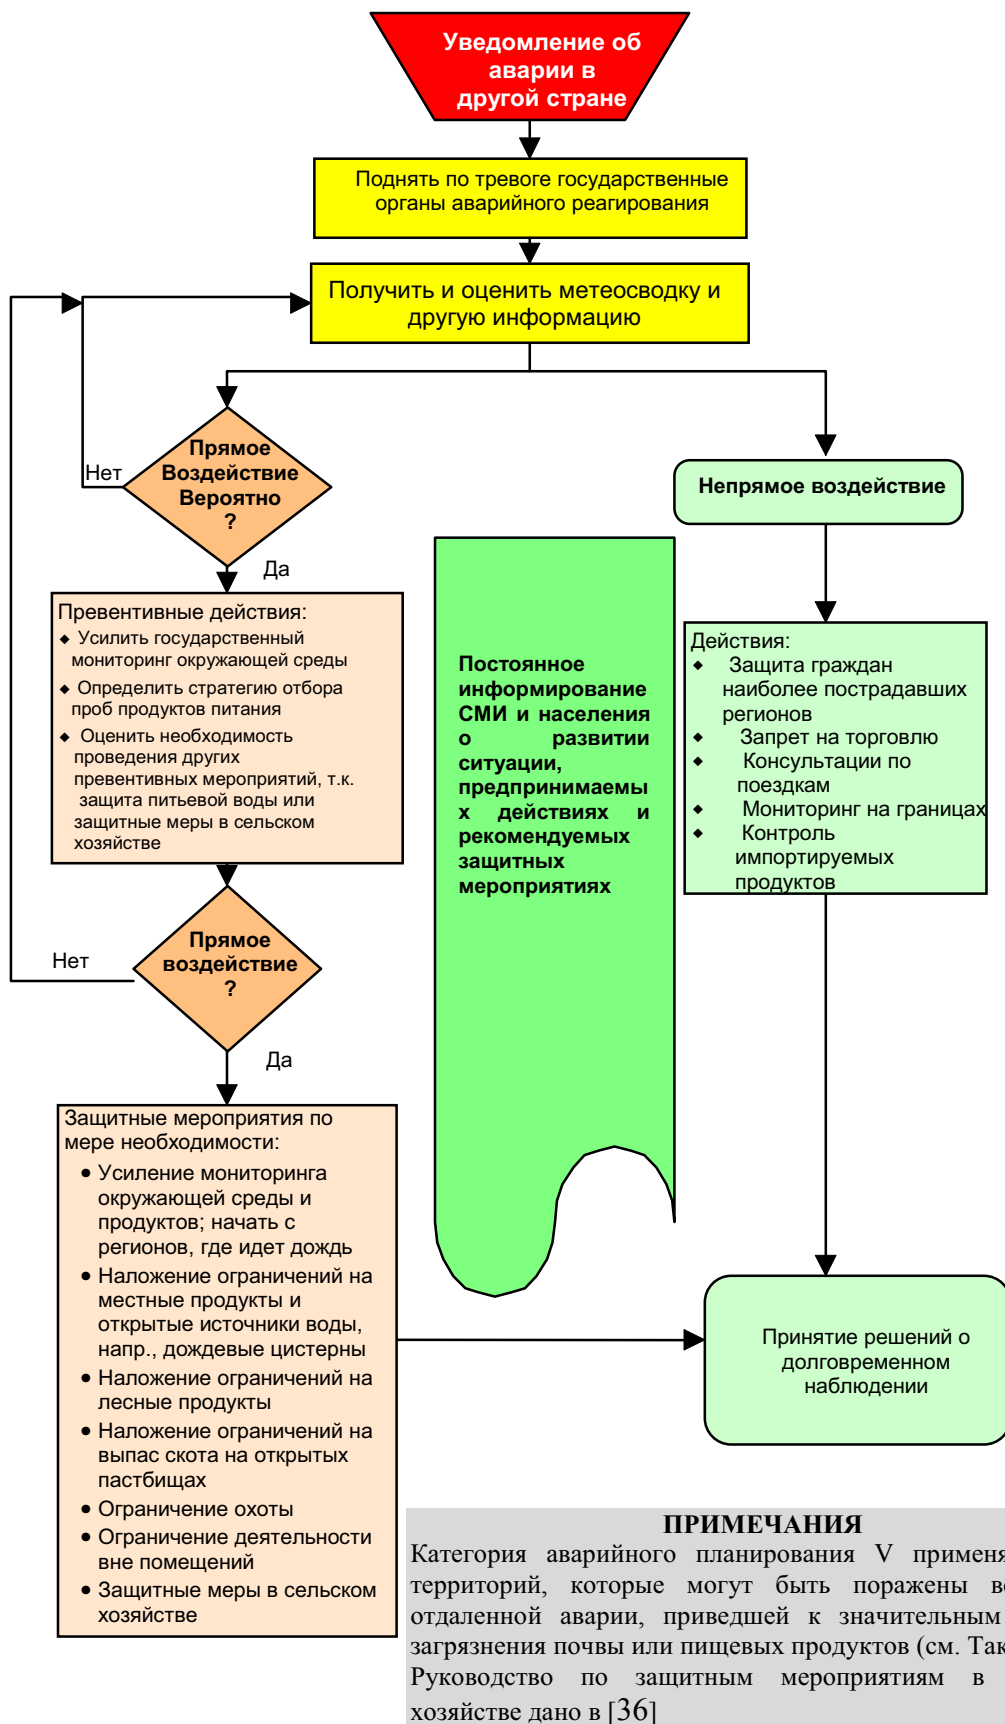 Уведомление об
аварии в
другой стране
Поднять по тревоге государственные
органы аварийного реагирования
Получить и оценить метеосводку и
другую информацию
Прямое
Воздействие
Вероятно
?
Нет
Да
Непрямое воздействие
Превентивные действия:
◆ Усилить государственный
мониторинг окружающей среды
◆ Определить стратегию отбора
проб продуктов питания
◆ Оценить необходимость
проведения других
превентивных мероприятий, т.к.
защита питьевой воды или
защитные меры в сельском
хозяйстве
Постоянное
информирование
СМИ и населения
о развитии
ситуации,
предпринимаемы
х действиях и
рекомендуемых
защитных
мероприятиях
Действия:
◆ Защита граждан
наиболее пострадавших
регионов
◆ Запрет на торговлю
◆ Консультации по
поездкам
◆ Мониторинг на границах
◆ Контроль
импортируемых
продуктов
Прямое
воздействие
?
Нет
Да
Защитные мероприятия по
мере необходимости:
● Усиление мониторинга
окружающей среды и
продуктов; начать с
регионов, где идет дождь
● Наложение ограничений на
местные продукты и
открытые источники воды,
напр., дождевые цистерны
● Наложение ограничений на
лесные продукты
● Наложение ограничений на
выпас скота на открытых
пастбищах
● Ограничение охоты
● Ограничение деятельности
вне помещений
● Защитные меры в сельском
хозяйстве
Принятие решений о
долговременном
наблюдении
ПРИМЕЧАНИЯ
Категория аварийного планирования V применя
территорий, которые могут быть поражены в
отдаленной аварии, приведшей к значительным
загрязнения почвы или пищевых продуктов (см. Так
Руководство по защитным мероприятиям в
хозяйстве дано в [36]